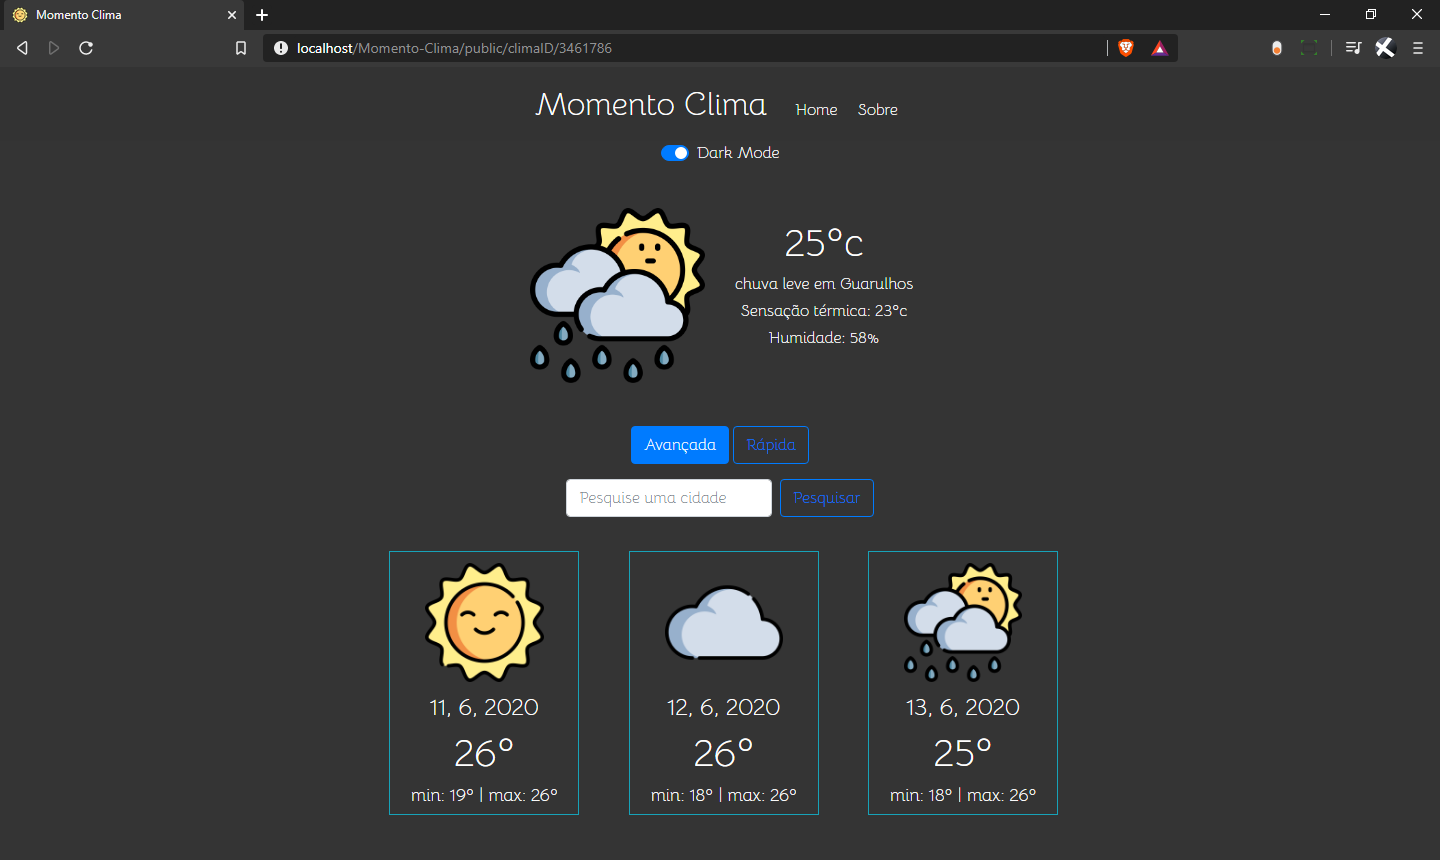 Momento Clima
localhost/Momento-Clima/public/climaID/3461786
Momento Clima Home Sobre
Dark Mode
25°c
chuva leve em Guarulhos
Sensação térmica: 23°c
Humidade: 58%
Avançada Rápida
Pesquise uma cidade Pesquisar
11, 6, 2020
26°
min: 19° | max: 26°
12, 6, 2020
26°
min: 18° | max: 26°
13, 6, 2020
25°
min: 18° | max: 26°